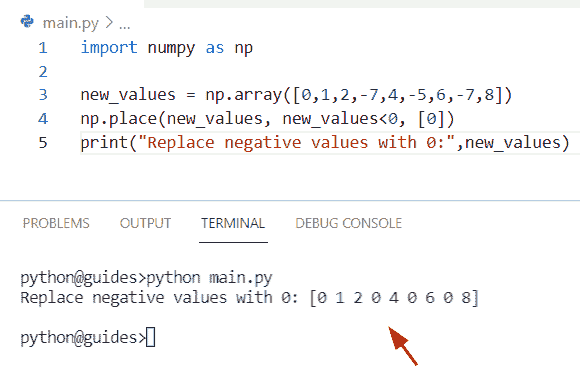 main.py > ...
1 import numpy as np
2
3 new_values = np.array([0,1,2,-7,4,-5,6,-7,8])
4 np.place(new_values, new_values<0, [0])
5 print("Replace negative values with 0:",new_values)
PROBLEMS OUTPUT TERMINAL DEBUG CONSOLE
python@guides>python main.py
Replace negative values with 0: [0 1 2 0 4 0 6 0 8]
python@guides>